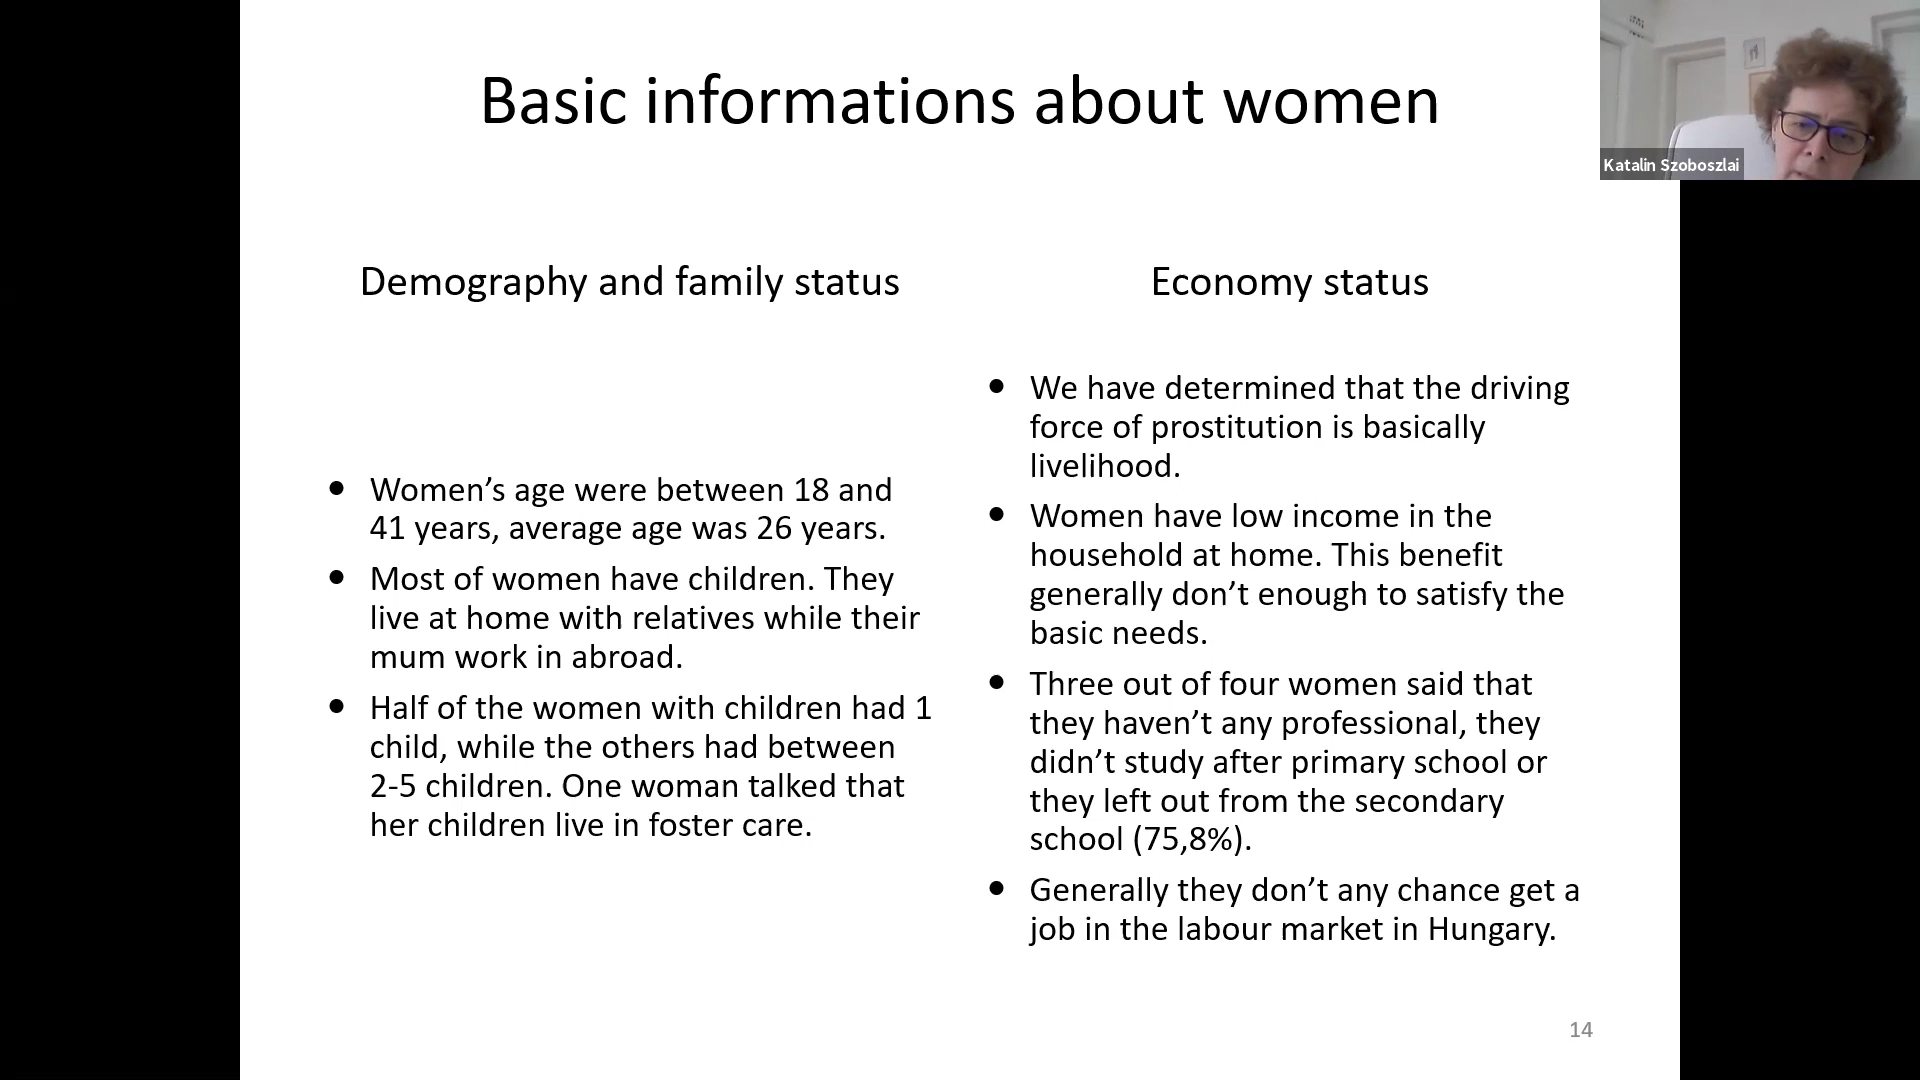 Basic informations about women
Katalin Szoboszlai
Demography and family status
• Women’s age were between 18 and
41 years, average age was 26 years.
• Most of women have children. They
live at home with relatives while their
mum work in abroad.
• Half of the women with children had 1
child, while the others had between
2-5 children. One woman talked that
her children live in foster care.
Economy status
• We have determined that the driving
force of prostitution is basically
livelihood.
• Women have low income in the
household at home. This benefit
generally don’t enough to satisfy the
basic needs.
• Three out of four women said that
they haven’t any professional, they
didn’t study after primary school or
they left out from the secondary
school (75,8%).
• Generally they don’t any chance get a
job in the labour market in Hungary.
14